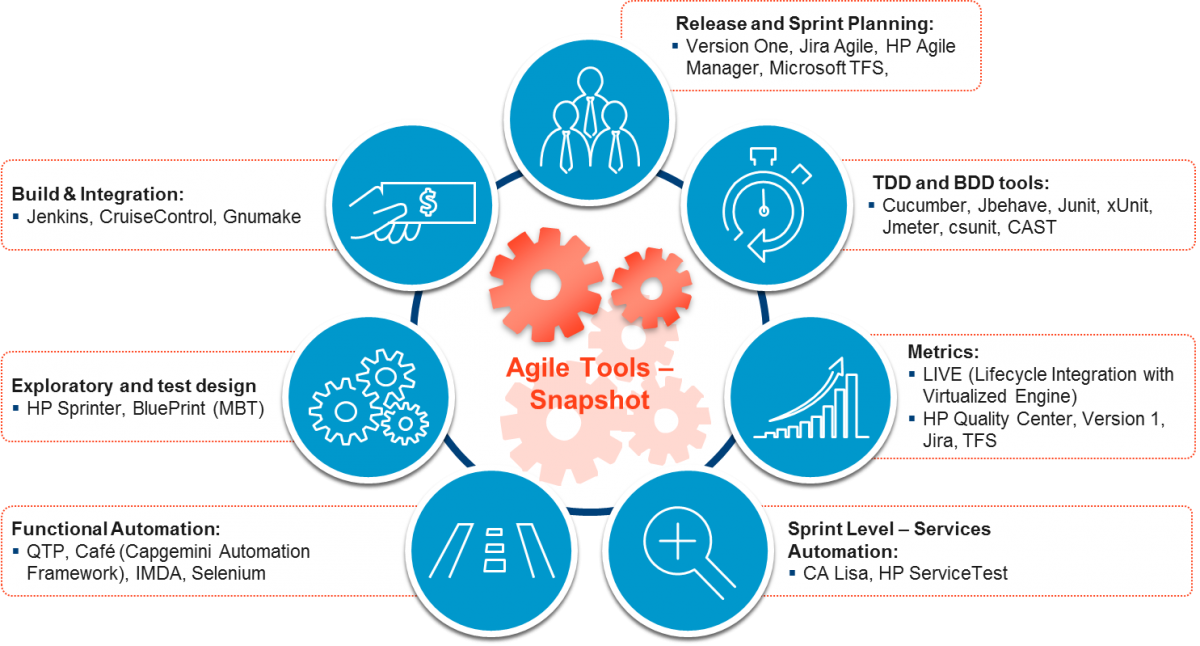 Release and Sprint Planning:
▪ Version One, Jira Agile, HP Agile
Manager, Microsoft TFS,
Build & Integration:
▪ Jenkins, CruiseControl, Gnumake
TDD and BDD tools:
▪ Cucumber, Jbehave, Junit, xUnit,
Jmeter, csunit, CAST
$
Agile Tools –
Snapshot
Exploratory and test design
▪ HP Sprinter, BluePrint (MBT)
Metrics:
▪ LIVE (Lifecycle Integration with
Virtualized Engine)
▪ HP Quality Center, Version 1,
Jira, TFS
Functional Automation:
▪ QTP, Café (Capgemini Automation
Framework), IMDA, Selenium
Sprint Level – Services
Automation:
▪ CA Lisa, HP ServiceTest